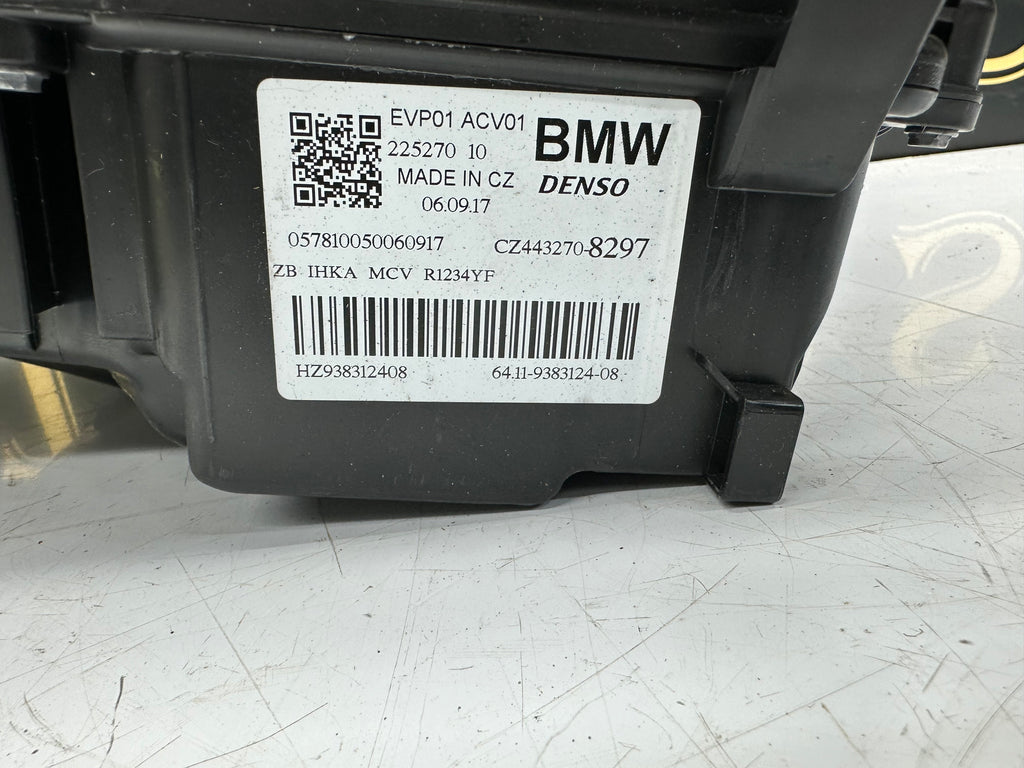 EVP01 ACV01
225270 10
MADE IN CZ
06.09.17
BMW
DENSO
057810050060917 CZ443270-8297
ZB IHKA MCV R1234YF
HZ938312408 64.11-9383124-08